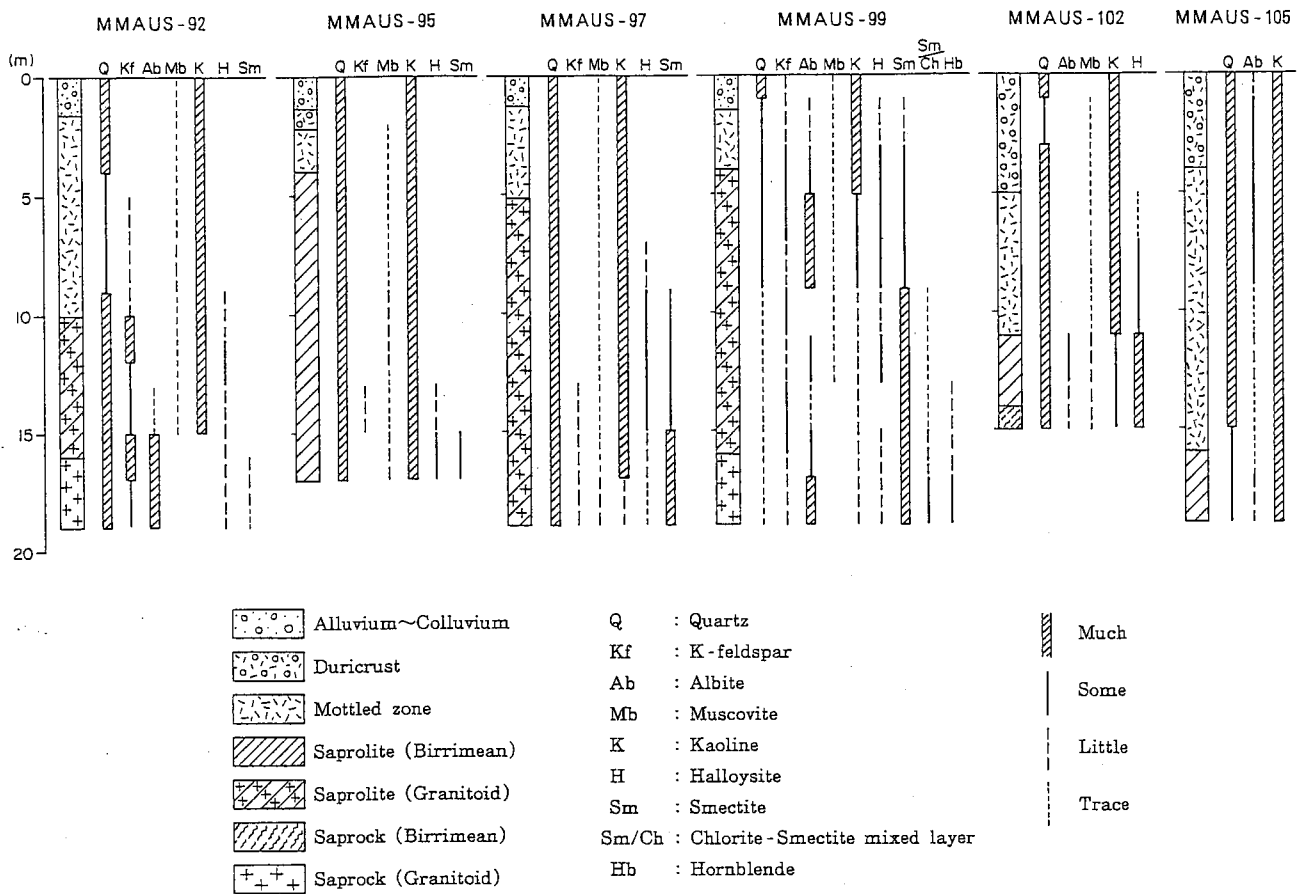 MMAUS-92 MMAUS-95 MMAUS-97 MMAUS-99 MMAUS-102 MMAUS-105
(m) Q Kf Ab Mb K H Sm
Q Kf Mb K H Sm
Q Kf Mb K H Sm
Q Kf Ab Mb K H Sm Sm/Ch Hb
Q Ab Mb K H
Q Ab K
0
5
10
15
20
Alluvium~Colluvium
Duricrust
Mottled zone
Saprolite (Birrimean)
Saprolite (Granitoid)
Saprock (Birrimean)
Saprock (Granitoid)
Q : Quartz
Kf : K-feldspar
Ab : Albite
Mb : Muscovite
K : Kaoline
H : Halloysite
Sm : Smectite
Sm/Ch : Chlorite-Smectite mixed layer
Hb : Hornblende
Much
Some
Little
Trace